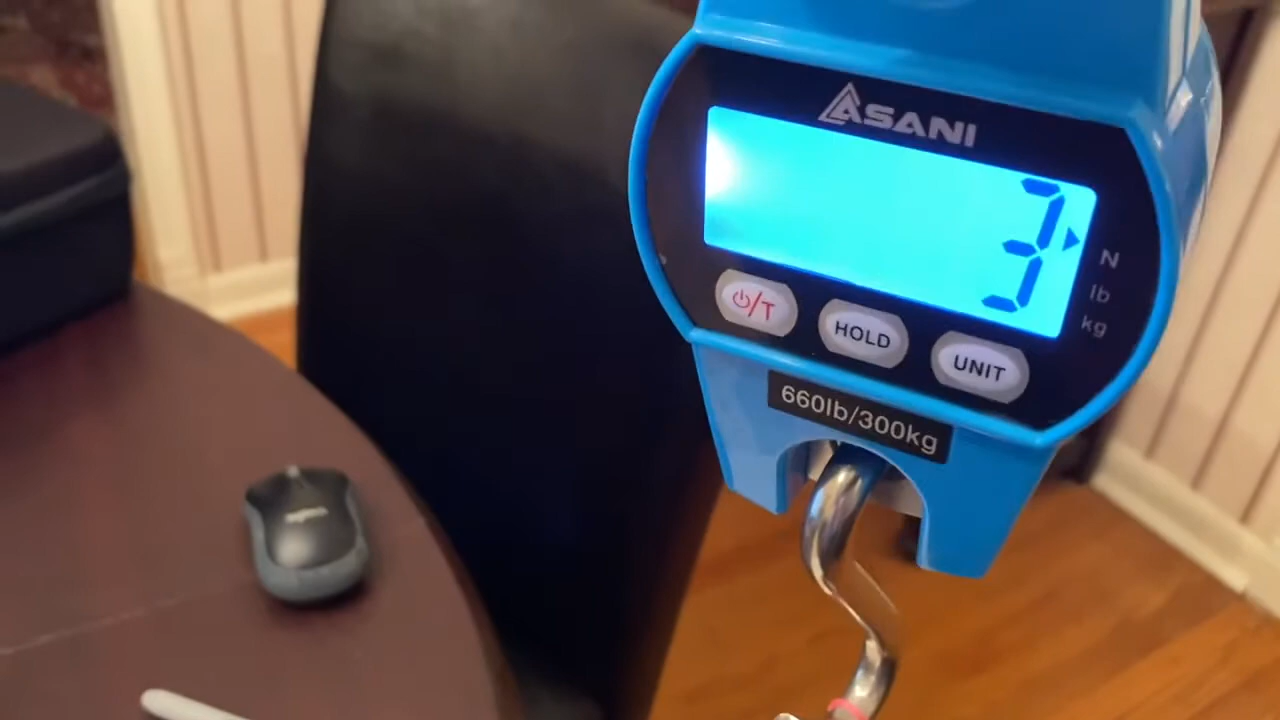 ASANI
3
N
lb
kg
⏻/T
HOLD
UNIT
660lb/300kg